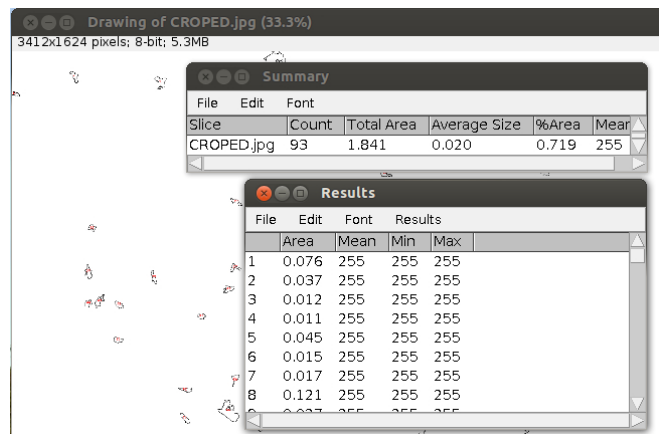 Drawing of CROPED.jpg (33.3%)
3412x1624 pixels; 8-bit; 5.3MB
Summary
File Edit Font
Slice Count Total Area Average Size %Area Mear
CROPED.jpg 93 1.841 0.020 0.719 255
Results
File Edit Font Results
Area Mean Min Max
1 0.076 255 255 255
2 0.037 255 255 255
3 0.012 255 255 255
4 0.011 255 255 255
5 0.045 255 255 255
6 0.015 255 255 255
7 0.017 255 255 255
8 0.121 255 255 255